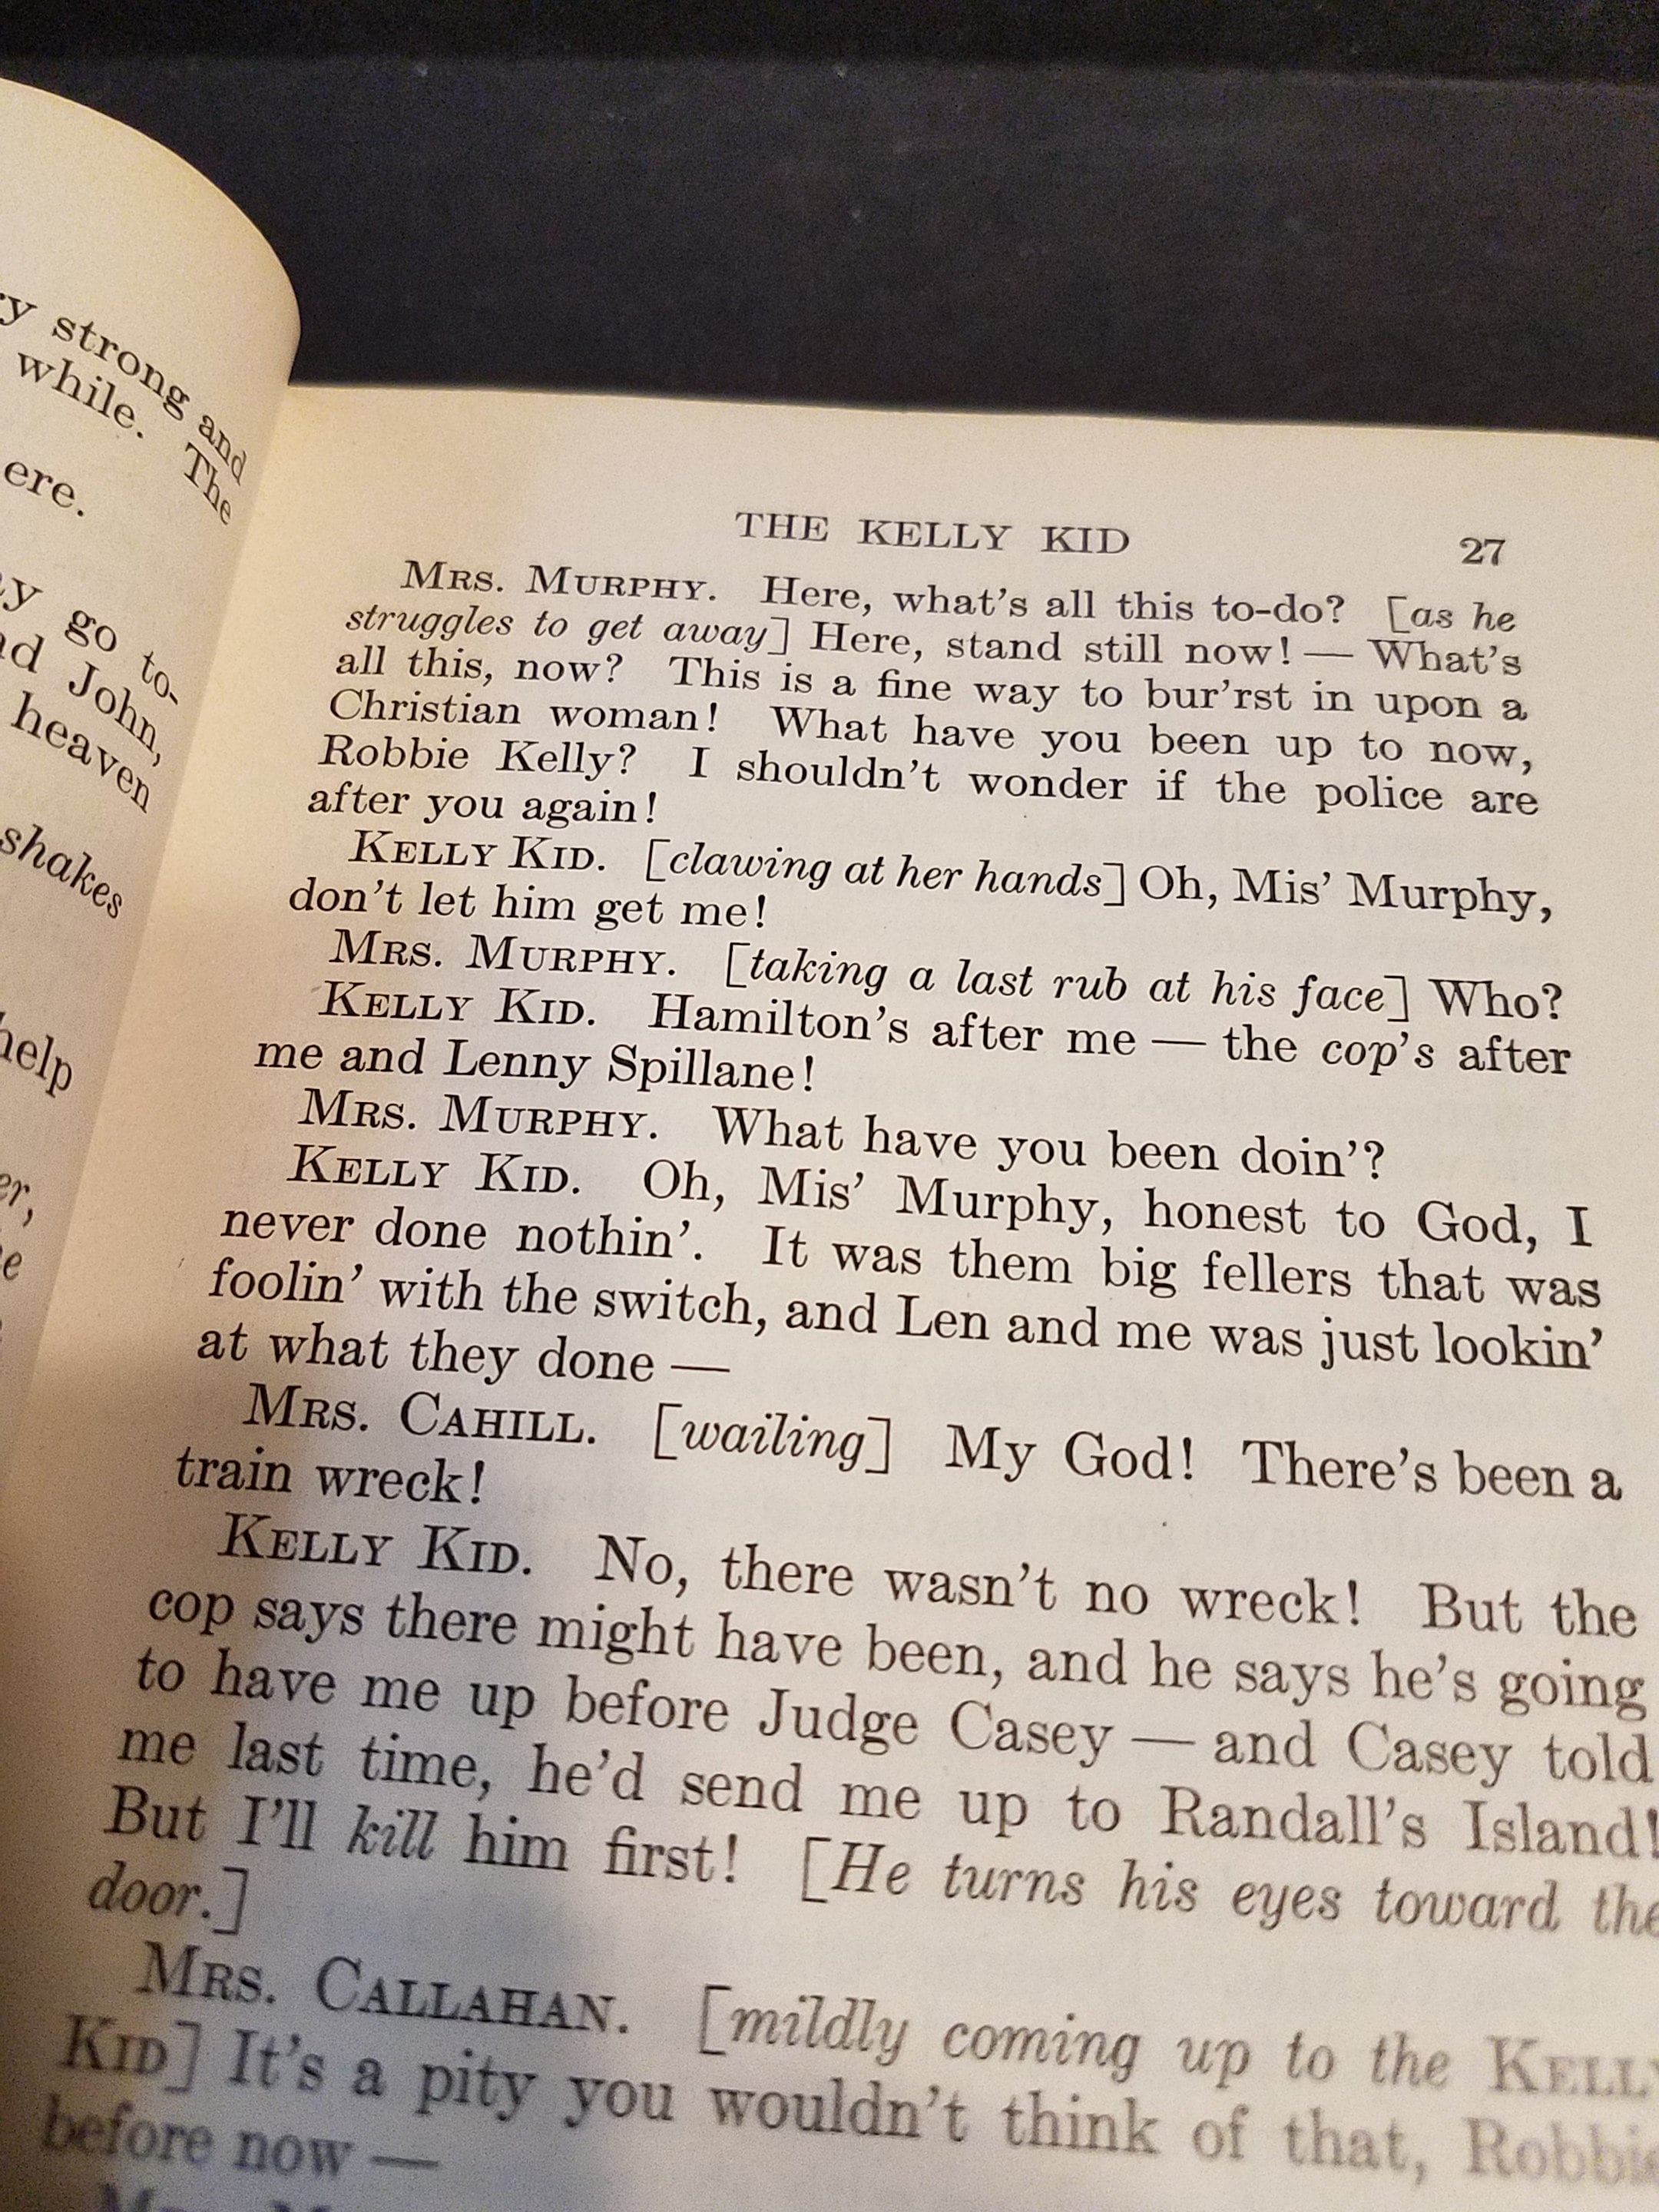 strong and
while. The
ere.
go to-
John,
heaven
shakes
help
THE KELLY KID 27
MRS. MURPHY. Here, what's all this to-do? [as he
struggles to get away] Here, stand still now! — What's
all this, now? This is a fine way to bur'rst in upon a
Christian woman! What have you been up to now,
Robbie Kelly? I shouldn't wonder if the police are
after you again!
KELLY KID. [clawing at her hands] Oh, Mis' Murphy,
don't let him get me!
MRS. MURPHY. [taking a last rub at his face] Who?
KELLY KID. Hamilton's after me — the cop's after
me and Lenny Spillane!
MRS. MURPHY. What have you been doin'?
KELLY KID. Oh, Mis' Murphy, honest to God, I
never done nothin'. It was them big fellers that was
foolin' with the switch, and Len and me was just lookin'
at what they done —
MRS. CAHILL. [wailing] My God! There's been a
train wreck!
KELLY KID. No, there wasn't no wreck! But the
cop says there might have been, and he says he's going
to have me up before Judge Casey — and Casey told
me last time, he'd send me up to Randall's Island!
But I'll kill him first! [He turns his eyes toward the
door.]
MRS. CALLAHAN. [mildly coming up to the KELLY
KID] It's a pity you wouldn't think of that, Robbie
before now —